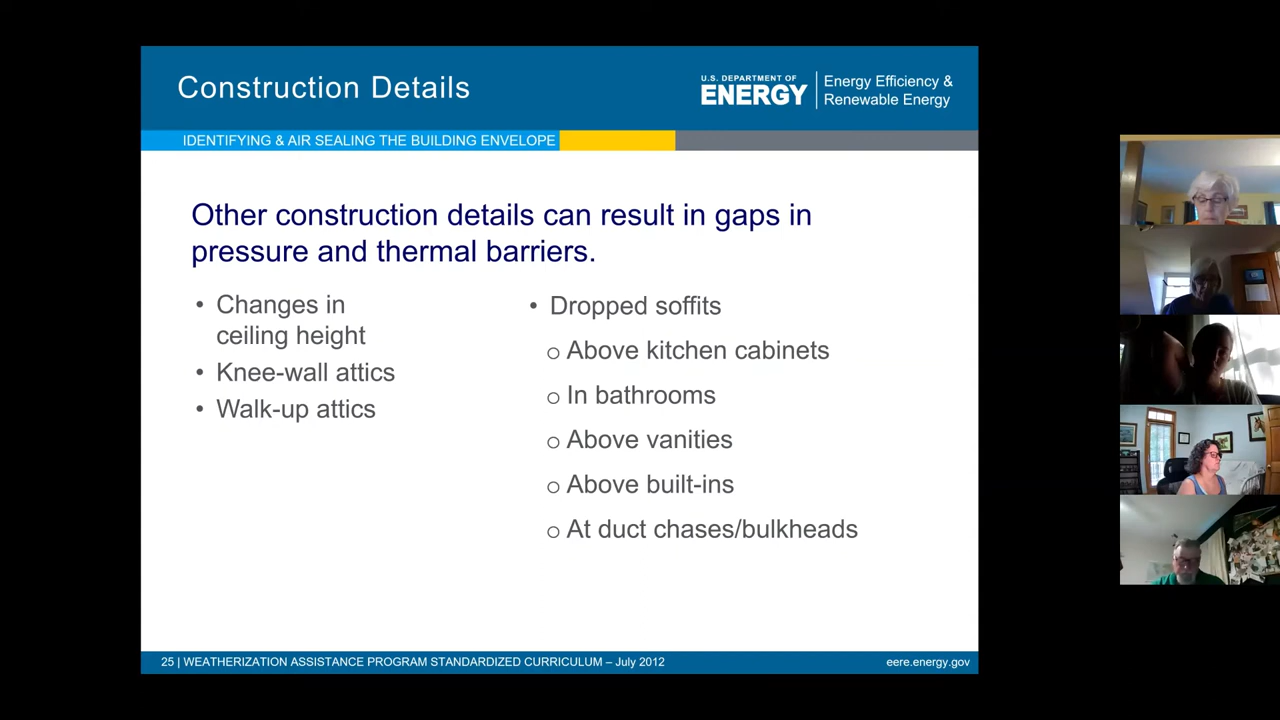 Construction Details
U.S. DEPARTMENT OF
ENERGY
Energy Efficiency &
Renewable Energy
IDENTIFYING & AIR SEALING THE BUILDING ENVELOPE
Other construction details can result in gaps in
pressure and thermal barriers.
• Changes in
ceiling height
• Knee-wall attics
• Walk-up attics
• Dropped soffits
o Above kitchen cabinets
o In bathrooms
o Above vanities
o Above built-ins
o At duct chases/bulkheads
25 | WEATHERIZATION ASSISTANCE PROGRAM STANDARDIZED CURRICULUM – July 2012
eere.energy.gov